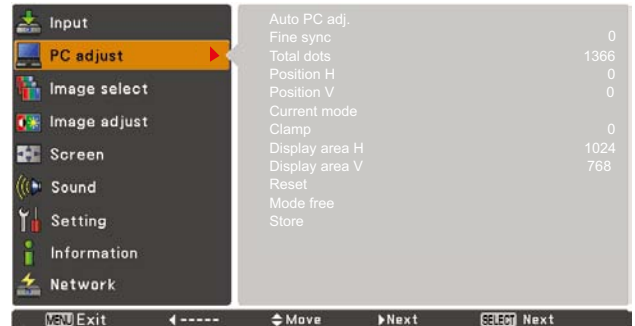 Input
PC adjust
Image select
Image adjust
Screen
Sound
Setting
Information
Network
Auto PC adj.
Fine sync 0
Total dots 1366
Position H 0
Position V 0
Current mode
Clamp 0
Display area H 1024
Display area V 768
Reset
Mode free
Store
MENU Exit ----- Move Next SELECT Next